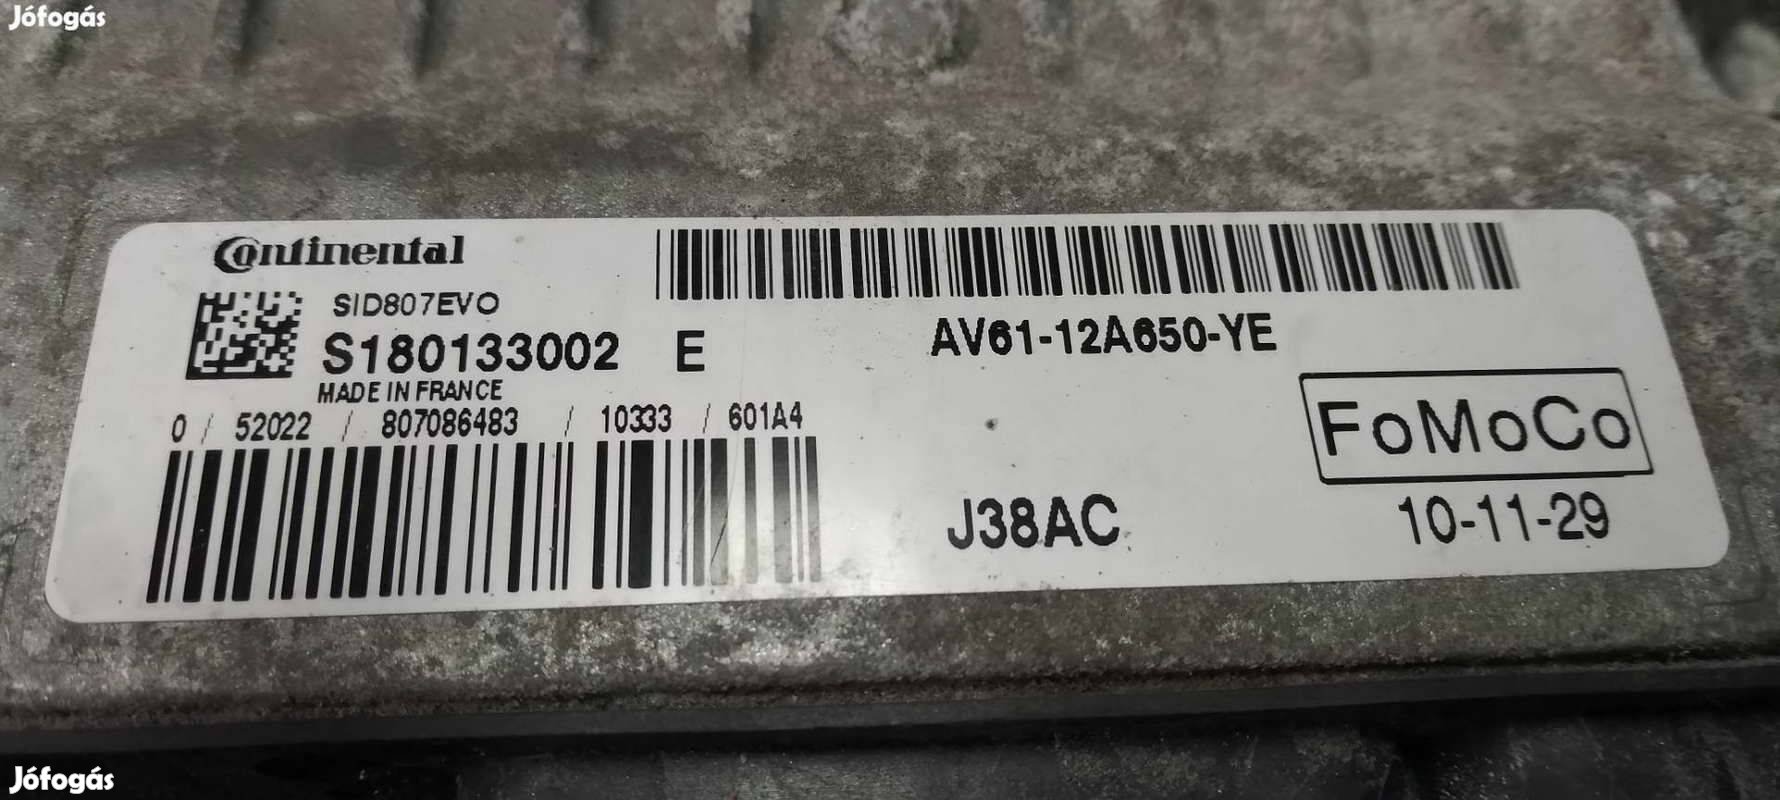 Jófogás
Continental
SID807EVO
S180133002 E
MADE IN FRANCE
0 / 52022 / 807086483 / 10333 / 601A4
AV61-12A650-YE
FoMoCo
J38AC
10-11-29
Jófogás